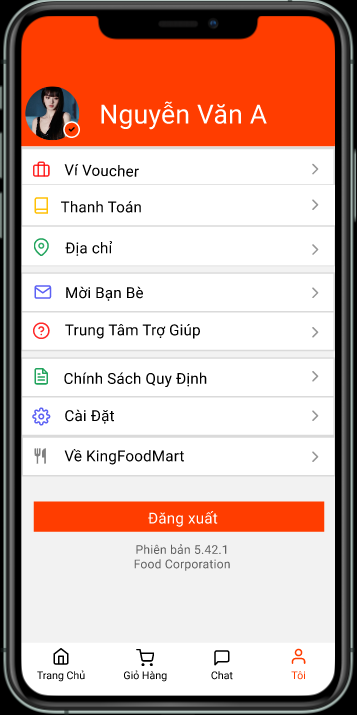 Nguyễn Văn A
Ví Voucher
Thanh Toán
Địa chỉ
Mời Bạn Bè
Trung Tâm Trợ Giúp
Chính Sách Quy Định
Cài Đặt
Về KingFoodMart
Đăng xuất
Phiên bản 5.42.1
Food Corporation
Trang Chủ Giỏ Hàng Chat Tôi